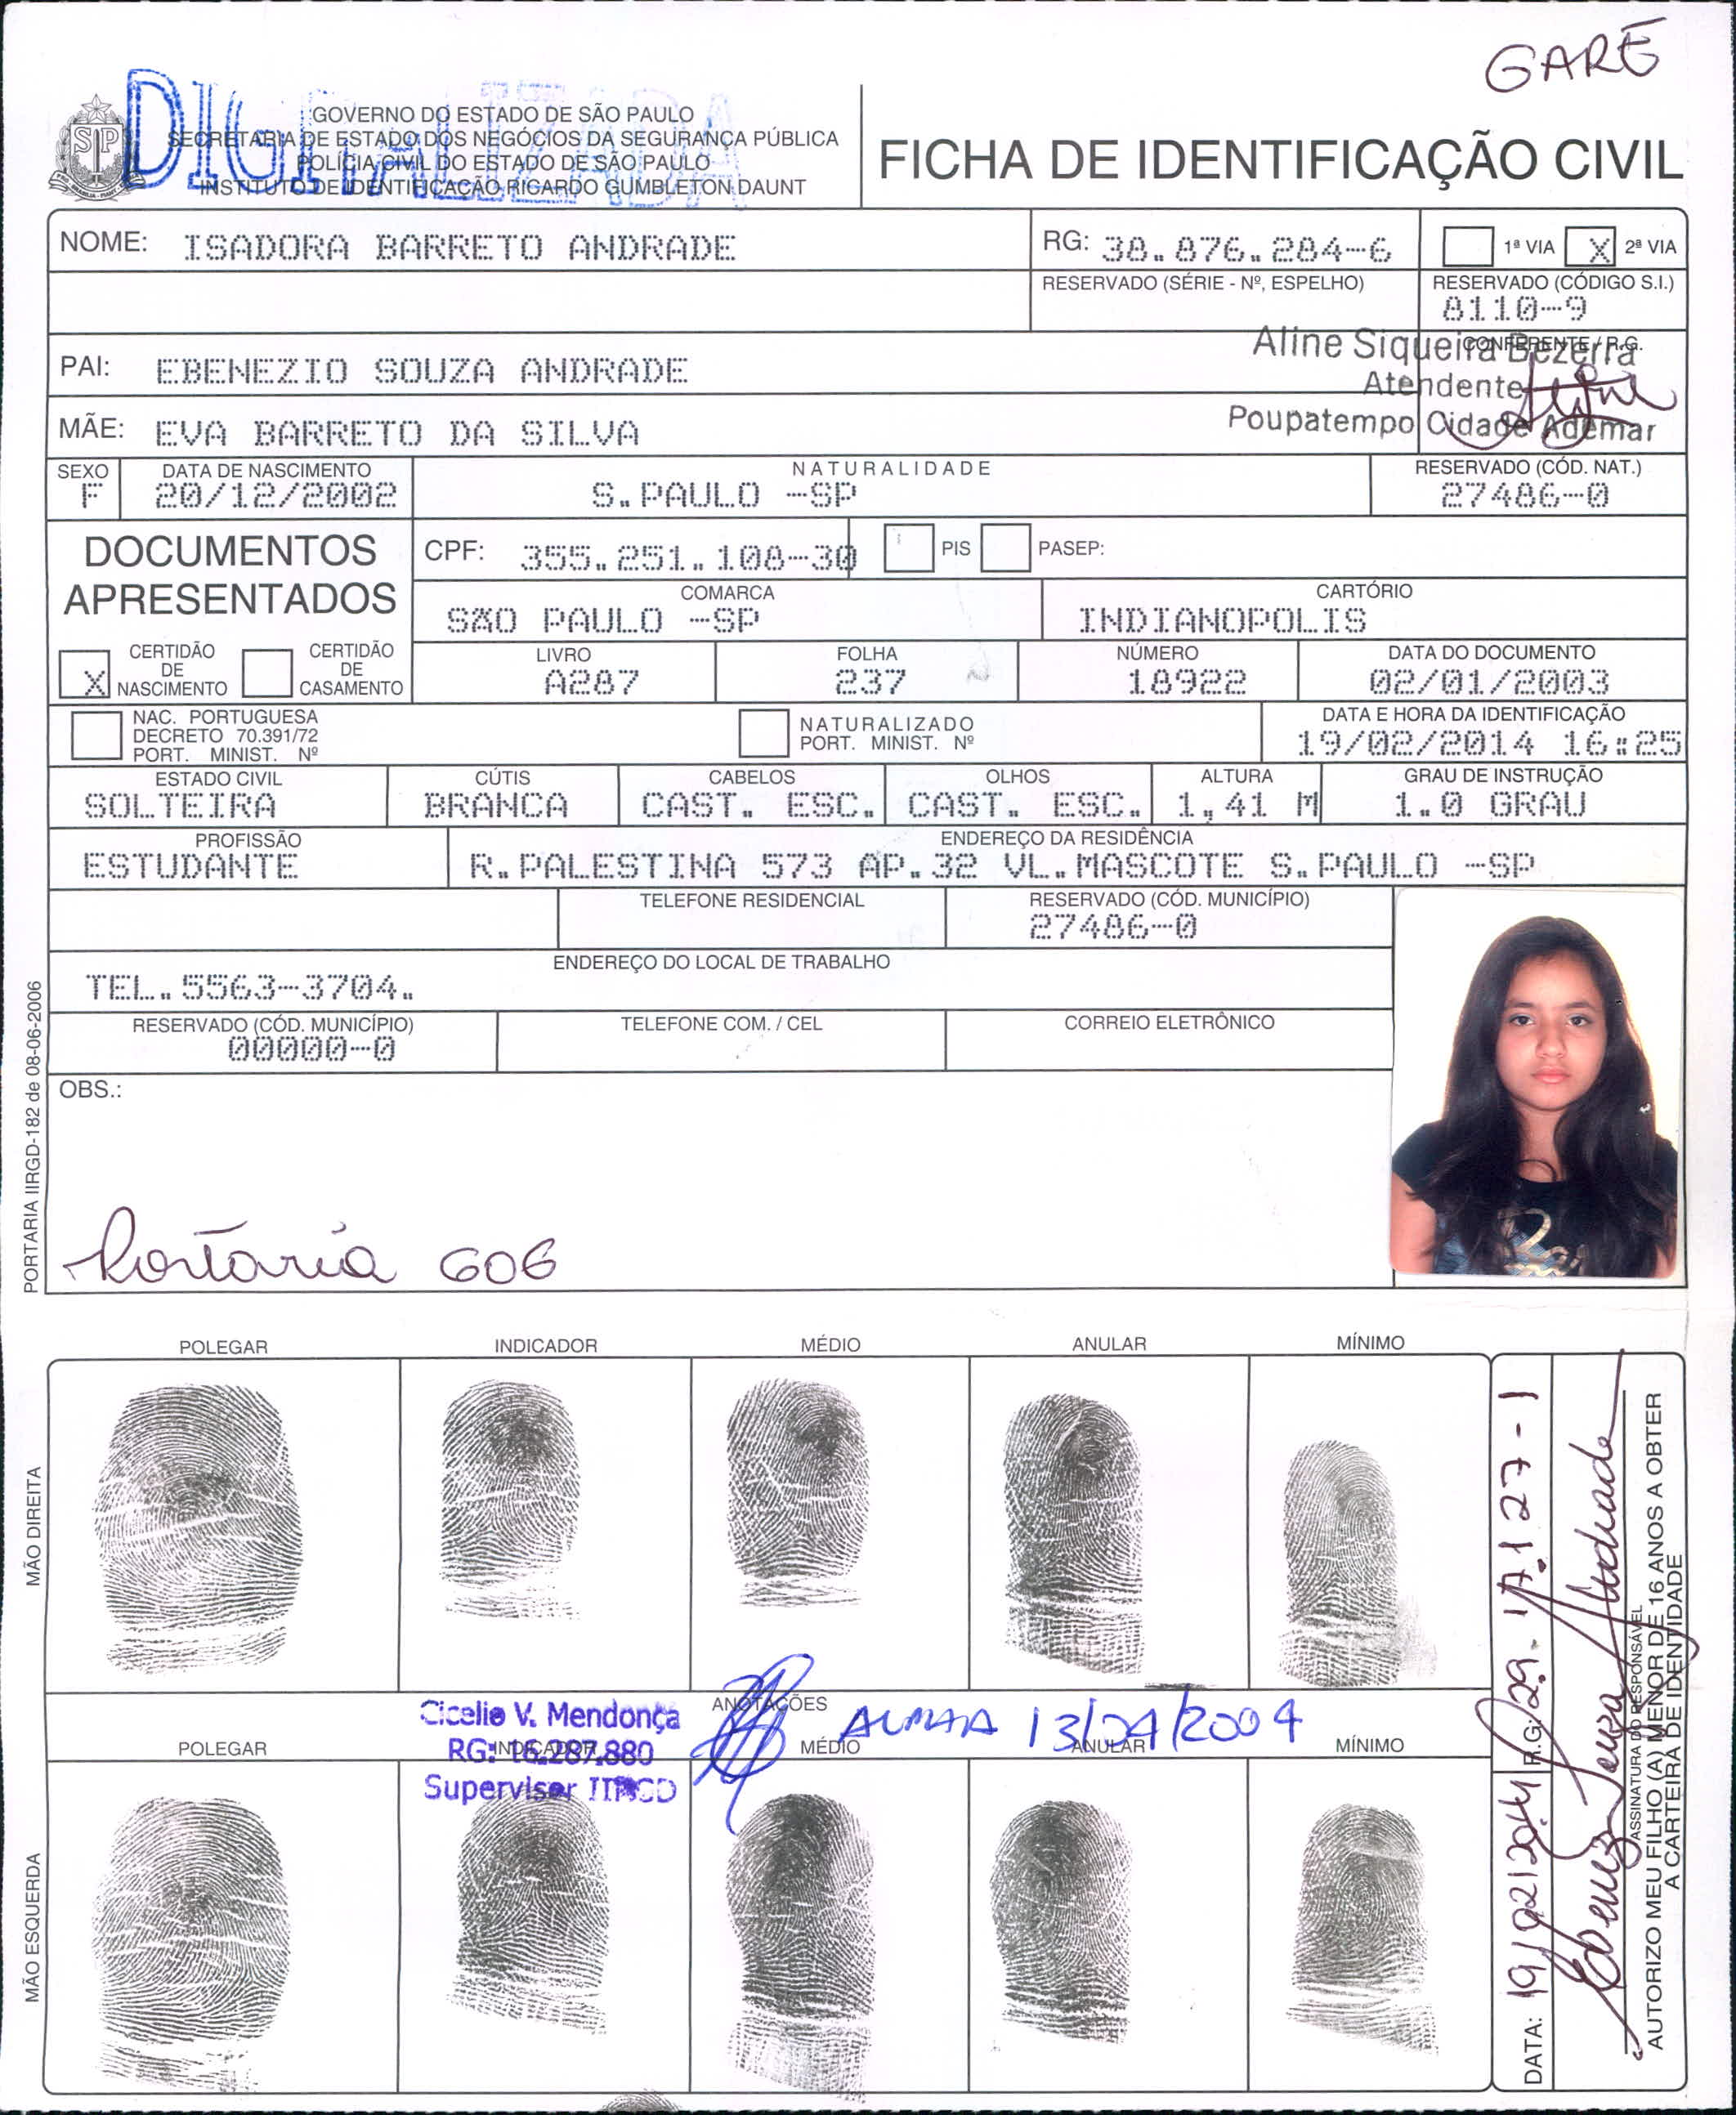 GARE
DIGITALIZADA
GOVERNO DO ESTADO DE SÃO PAULO
SECRETARIA DE ESTADO DOS NEGÓCIOS DA SEGURANÇA PÚBLICA
POLÍCIA CIVIL DO ESTADO DE SÃO PAULO
INSTITUTO DE IDENTIFICAÇÃO RICARDO GUMBLETON DAUNT
FICHA DE IDENTIFICAÇÃO CIVIL
NOME: ISADORA BARRETO ANDRADE RG: 38.876.284-6 1ª VIA X 2ª VIA
RESERVADO (SÉRIE - Nº, ESPELHO) RESERVADO (CÓDIGO S.I.)
8110-9
Aline Siqueira Bezerra CONFERENTE / R.G.
PAI: EBENEZIO SOUZA ANDRADE
Atendente
Poupatempo Cidade Ademar
MÃE: EVA BARRETO DA SILVA
SEXO DATA DE NASCIMENTO NATURALIDADE RESERVADO (CÓD. NAT.)
F 20/12/2002 S.PAULO -SP 27486-0
DOCUMENTOS
APRESENTADOS
CPF: 355.251.108-30 PIS PASEP:
COMARCA CARTÓRIO
SÃO PAULO -SP INDIANOPOLIS
X CERTIDÃO DE NASCIMENTO CERTIDÃO DE CASAMENTO
LIVRO FOLHA NÚMERO DATA DO DOCUMENTO
A287 237 18922 02/01/2003
NAC. PORTUGUESA
DECRETO 70.391/72
PORT. MINIST. Nº
NATURALIZADO
PORT. MINIST. Nº
DATA E HORA DA IDENTIFICAÇÃO
19/02/2014 16:25
ESTADO CIVIL CÚTIS CABELOS OLHOS ALTURA GRAU DE INSTRUÇÃO
SOLTEIRA BRANCA CAST. ESC. CAST. ESC. 1,41 M 1.0 GRAU
PROFISSÃO ENDEREÇO DA RESIDÊNCIA
ESTUDANTE R.PALESTINA 573 AP.32 VL.MASCOTE S.PAULO -SP
TELEFONE RESIDENCIAL RESERVADO (CÓD. MUNICÍPIO)
27486-0
ENDEREÇO DO LOCAL DE TRABALHO
TEL.5563-3704.
RESERVADO (CÓD. MUNICÍPIO) TELEFONE COM. / CEL CORREIO ELETRÔNICO
00000-0
OBS.:
Portaria 606
PORTARIA IIRGD-182 de 08-06-2006
POLEGAR INDICADOR MÉDIO ANULAR MÍNIMO
MÃO DIREITA
ANOTAÇÕES
Cicelio V. Mendonça
RG: 16.287.880
Supervisor IIRGD
13/04/2004
POLEGAR INDICADOR MÉDIO ANULAR MÍNIMO
MÃO ESQUERDA
DATA: 19/02/2014 R.G: 29.171.127-1
Ebenezio Souza Andrade
ASSINATURA DO RESPONSÁVEL
AUTORIZO MEU FILHO (A) MENOR DE 16 ANOS A OBTER
A CARTEIRA DE IDENTIDADE